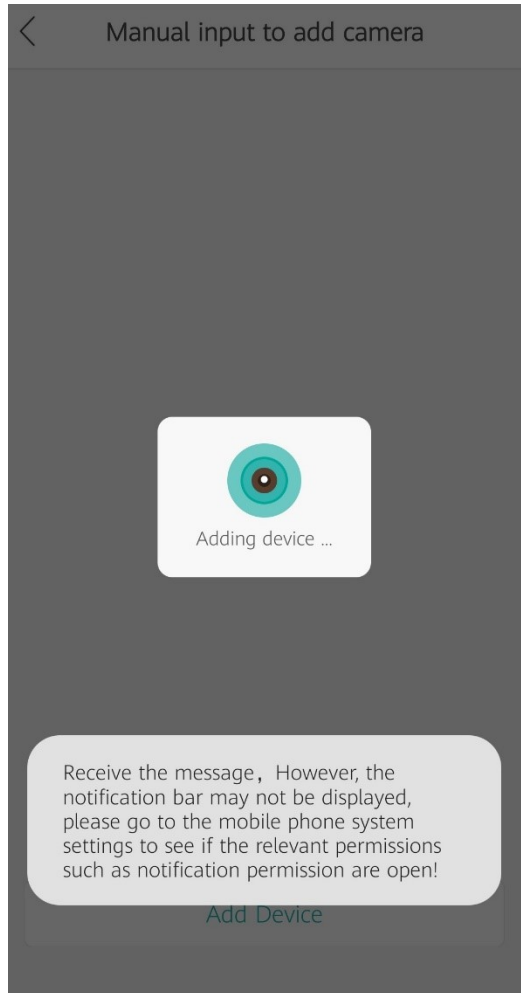 Manual input to add camera
Adding device ...
Receive the message，However, the
notification bar may not be displayed,
please go to the mobile phone system
settings to see if the relevant permissions
such as notification permission are open!
Add Device